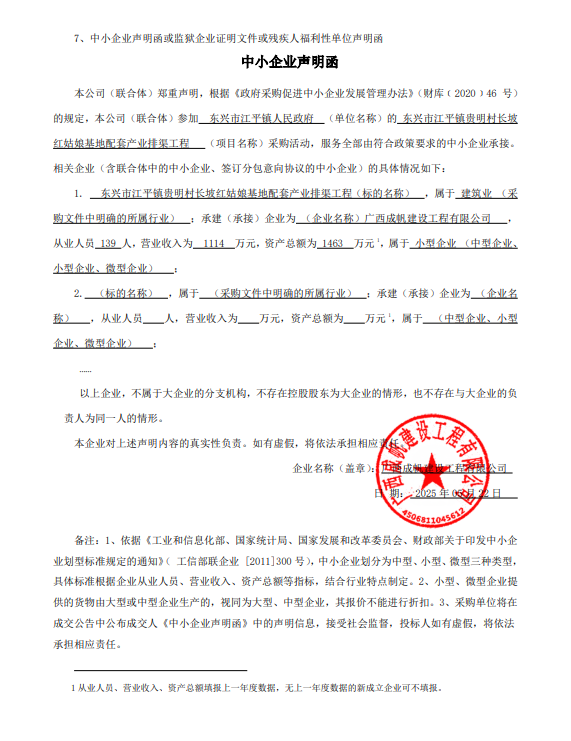 7、中小企业声明函或监狱企业证明文件或残疾人福利性单位声明函
中小企业声明函
本公司（联合体）郑重声明，根据《政府采购促进中小企业发展管理办法》（财库﹝2020﹞46 号）
的规定，本公司（联合体）参加 东兴市江平镇人民政府 （单位名称）的 东兴市江平镇贵明村长坡
红姑娘基地配套产业排渠工程 （项目名称）采购活动，服务全部由符合政策要求的中小企业承接。
相关企业（含联合体中的中小企业、签订分包意向协议的中小企业）的具体情况如下：
1. 东兴市江平镇贵明村长坡红姑娘基地配套产业排渠工程（标的名称） ，属于 建筑业 （采
购文件中明确的所属行业） ；承建（承接）企业为 （企业名称）广西成帆建设工程有限公司 ，
从业人员 139 人，营业收入为 1114 万元，资产总额为 1463 万元¹，属于 小型企业 （中型企业、
小型企业、微型企业） ；
2. （标的名称） ，属于 （采购文件中明确的所属行业） ；承建（承接）企业为 （企业名
称） ，从业人员 人，营业收入为 万元，资产总额为 万元¹，属于 （中型企业、小型
企业、微型企业） ；
……
以上企业，不属于大企业的分支机构，不存在控股股东为大企业的情形，也不存在与大企业的负
责人为同一人的情形。
本企业对上述声明内容的真实性负责。如有虚假，将依法承担相应责任。
企业名称（盖章）：广西成帆建设工程有限公司
日 期： 2025 年 05 月 22 日
广西成帆建设工程有限公司
4506811045612
备注：1、依据《工业和信息化部、国家统计局、国家发展和改革委员会、财政部关于印发中小企
业划型标准规定的通知》（ 工信部联企业 [2011]300 号），中小企业划分为中型、小型、微型三种类型，
具体标准根据企业从业人员、营业收入、资产总额等指标，结合行业特点制定。2、小型、微型企业提
供的货物由大型或中型企业生产的，视同为大型、中型企业，其报价不能进行折扣。3、采购单位将在
成交公告中公布成交人《中小企业声明函》中的声明信息，接受社会监督，投标人如有虚假，将依法
承担相应责任。
1 从业人员、营业收入、资产总额填报上一年度数据，无上一年度数据的新成立企业可不填报。